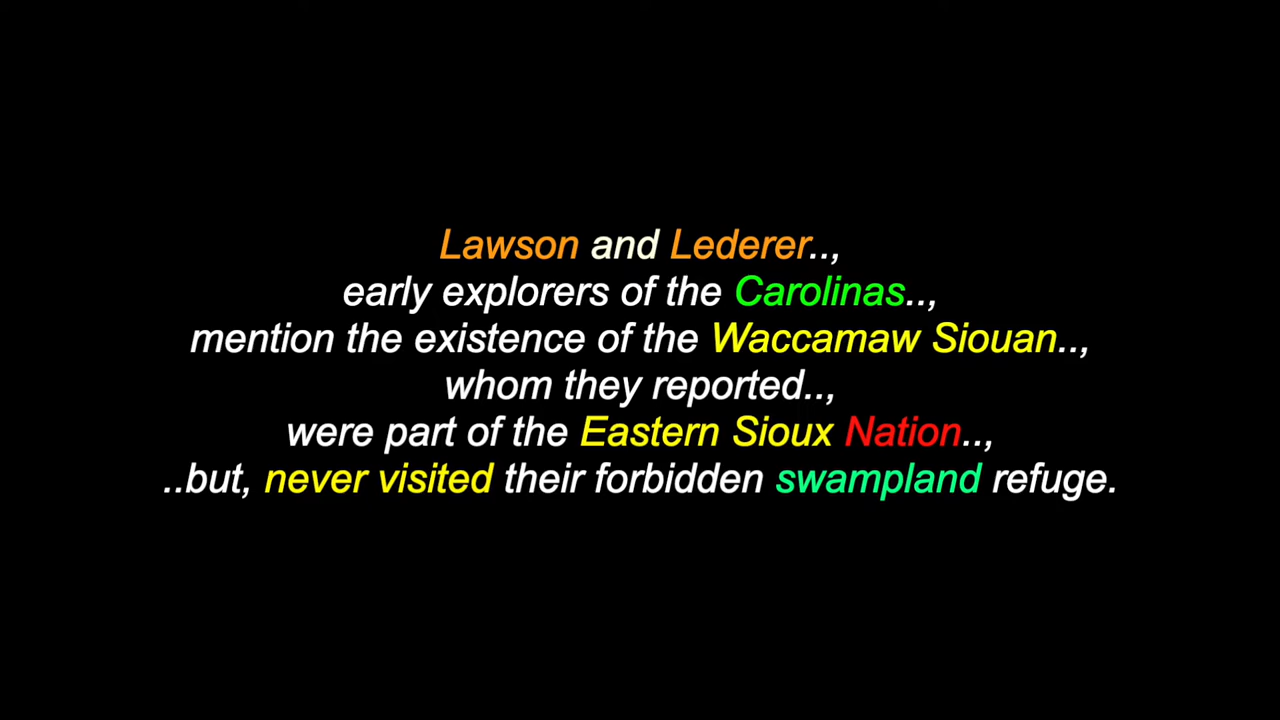 Lawson and Lederer..,
early explorers of the Carolinas..,
mention the existence of the Waccamaw Siouan..,
whom they reported..,
were part of the Eastern Sioux Nation..,
..but, never visited their forbidden swampland refuge.